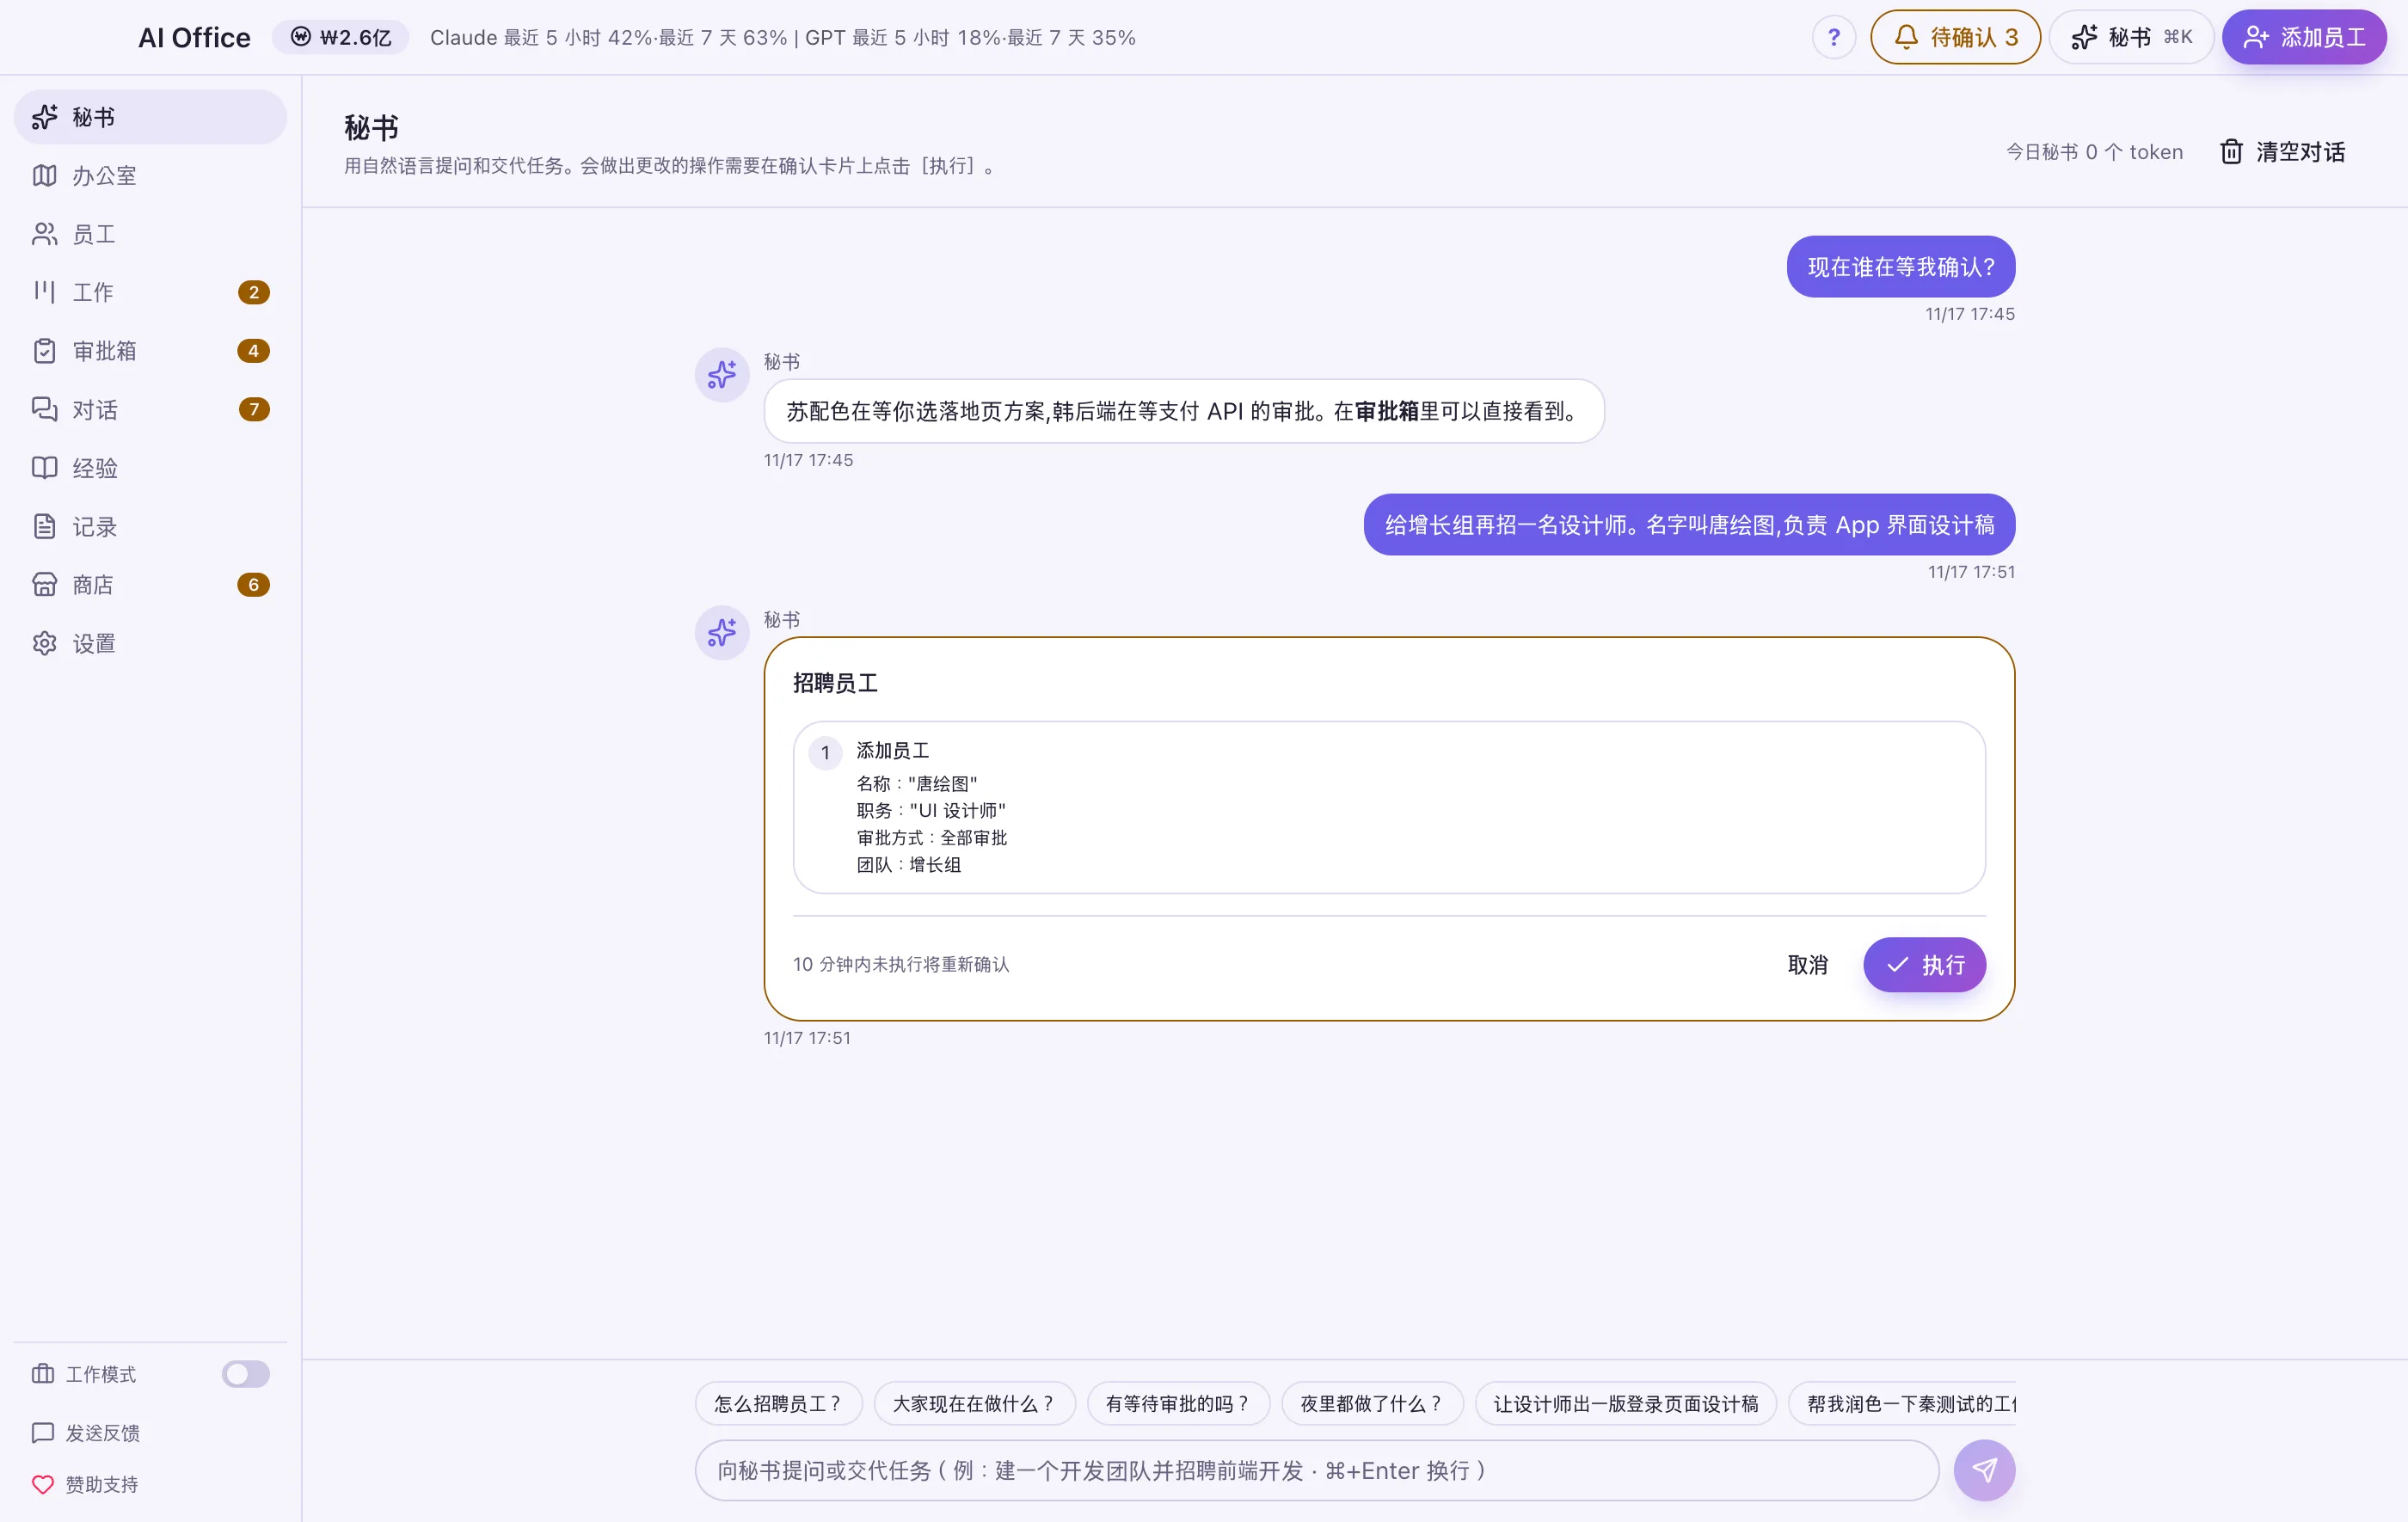 AI Office
₩2.6亿
Claude 最近 5 小时 42%·最近 7 天 63% | GPT 最近 5 小时 18%·最近 7 天 35%
?
待确认 3
秘书 ⌘K
添加员工
秘书
办公室
员工
工作 2
审批箱 4
对话 7
经验
记录
商店 6
设置
工作模式
发送反馈
赞助支持
秘书
用自然语言提问和交代任务。会做出更改的操作需要在确认卡片上点击［执行］。
今日秘书 0 个 token
清空对话
现在谁在等我确认?
11/17 17:45
秘书
苏配色在等你选落地页方案,韩后端在等支付 API 的审批。在审批箱里可以直接看到。
11/17 17:45
给增长组再招一名设计师。名字叫唐绘图,负责 App 界面设计稿
11/17 17:51
秘书
招聘员工
1
添加员工
名称："唐绘图"
职务："UI 设计师"
审批方式：全部审批
团队：增长组
10 分钟内未执行将重新确认
取消
执行
11/17 17:51
怎么招聘员工？
大家现在在做什么？
有等待审批的吗？
夜里都做了什么？
让设计师出一版登录页面设计稿
帮我润色一下秦测试的工
向秘书提问或交代任务（例：建一个开发团队并招聘前端开发 · ⌘+Enter 换行）